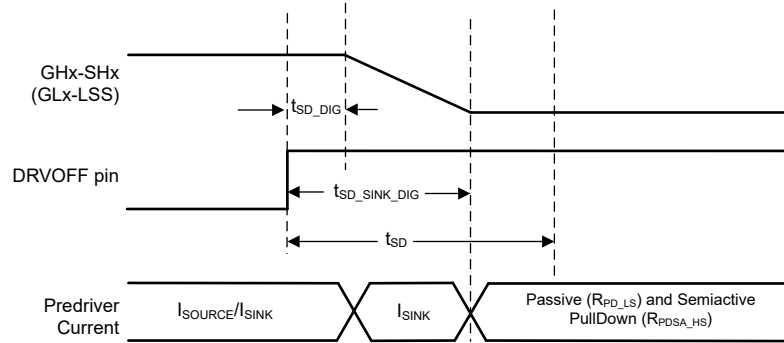 GHx-SHx
(GLx-LSS)
tSD_DIG
DRVOFF pin
tSD_SINK_DIG
tSD
Predriver
Current
ISOURCE/ISINK
ISINK
Passive (RPD_LS) and Semiactive
PullDown (RPDSA_HS)